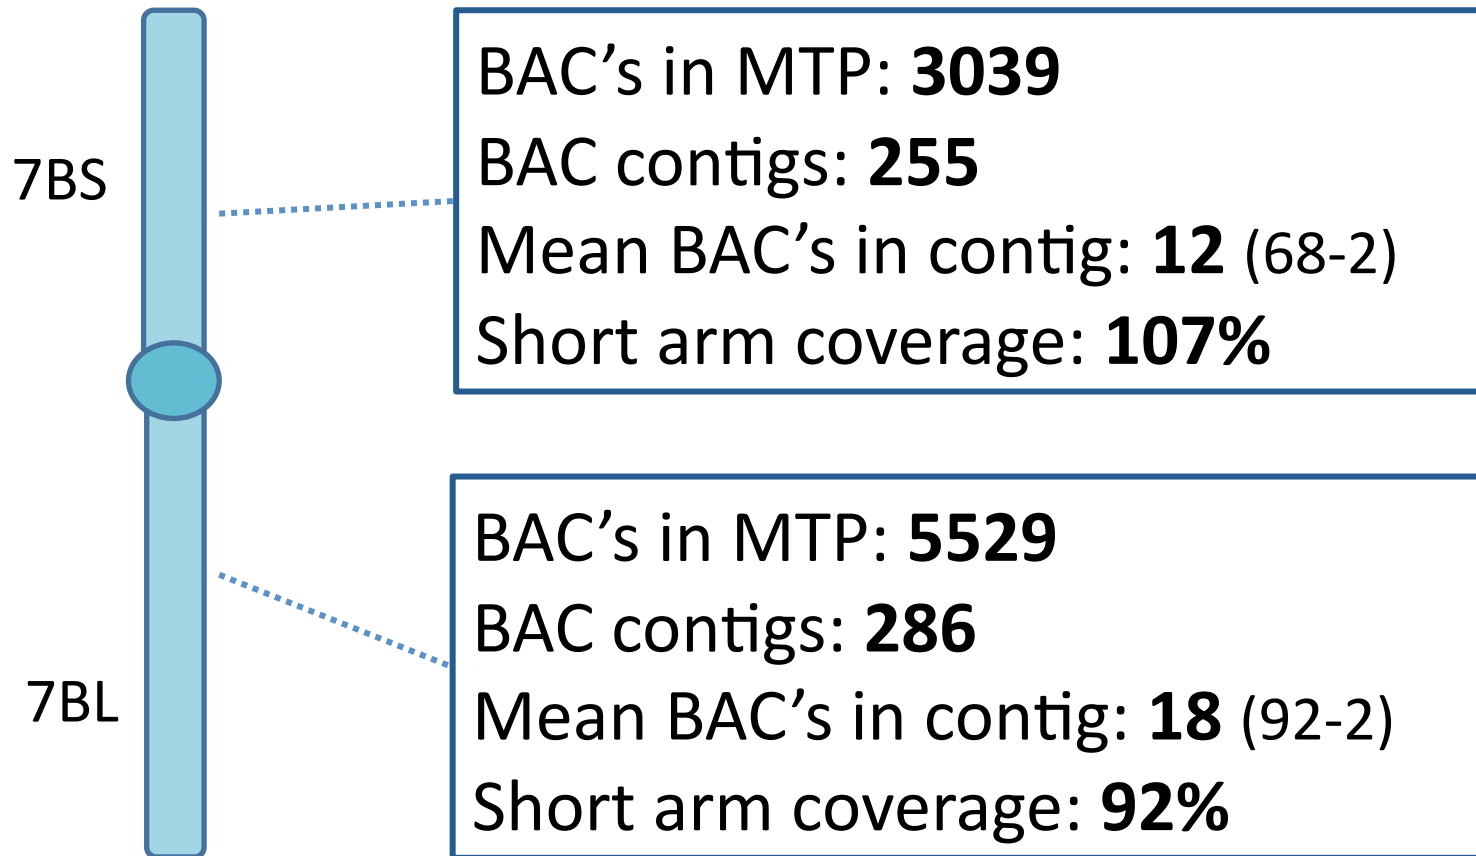 7BS
BAC’s in MTP: 3039
BAC contigs: 255
Mean BAC’s in contig: 12 (68-2)
Short arm coverage: 107%
7BL
BAC’s in MTP: 5529
BAC contigs: 286
Mean BAC’s in contig: 18 (92-2)
Short arm coverage: 92%